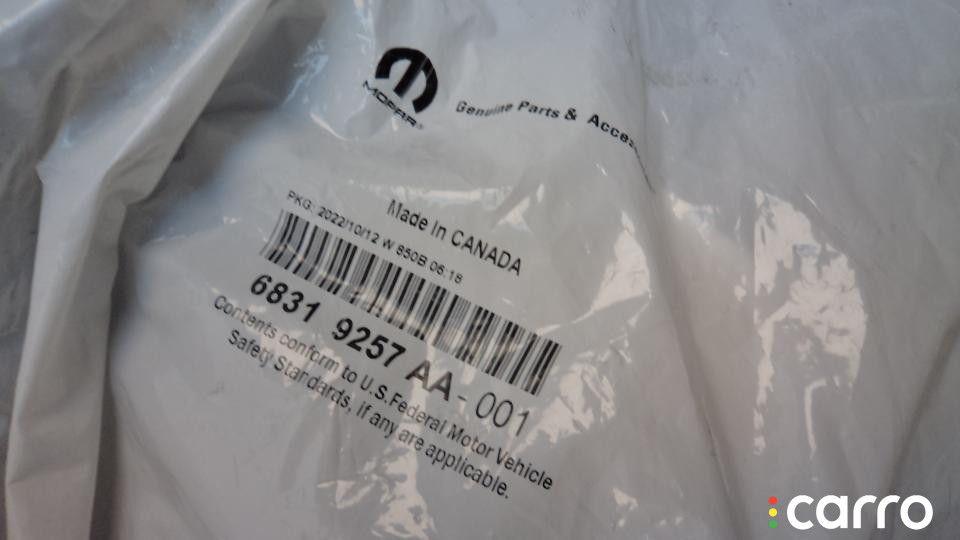 MOPAR®
Genuine Parts & Accesso
Made In CANADA
PKG: 2022/10/12 W 850B 06:18
6831 9257 AA - 001
Contents conform to U.S.Federal Motor Vehicle
Safety Standards, if any are applicable.
carro